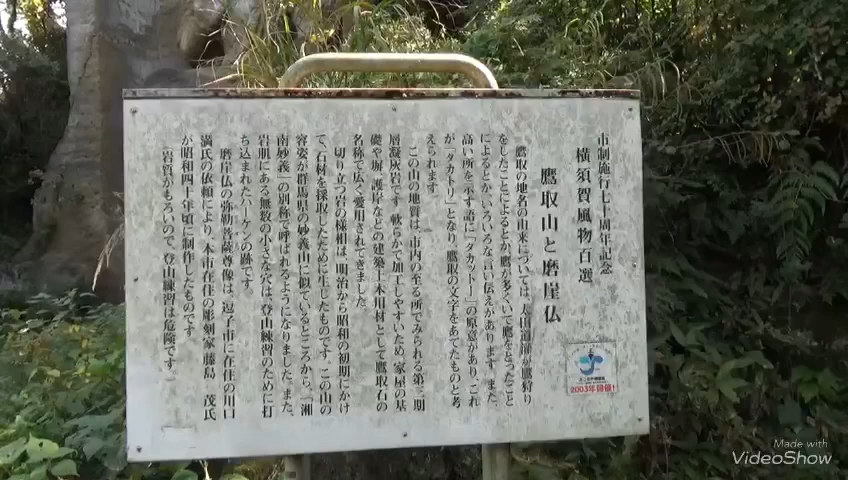 市制施行七十周年記念
横須賀風物百選
鷹取山と磨崖仏
鷹取の地名の由来については、太田道灌が鷹狩り
をしたことによるとか、鷹が多くいて鷹をとったこと
によるとか、いろいろな言い伝えがあります。また、
高い所を示す語に「タカットー」の原意があり、これ
が「タカトリ」となり、鷹取の文字をあてたものと考
えられます。
この山の地質は、市内の至る所でみられる第三期
層凝灰岩です。軟らかで加工しやすいため、家屋の基
礎や塀、護岸などの建築土木用材として鷹取石の
名称で広く愛用されてきました。
切り立つ岩の様相は、明治から昭和の初期にかけ
て、石材を採取したために生じたものです。この山の
容姿が群馬県の妙義山に似ているところから、「湘
南妙義」の別称で呼ばれるようになりました。また、
岩肌にある無数の小さな穴は、登山練習のために打
ち込まれたハーケンの跡です。
磨崖仏の弥勒菩薩尊像は、逗子市に在住の川口
満氏の依頼により、本市在住の彫刻家藤島 茂氏
が昭和四十年頃に制作したものです。
（岩質がもろいので、登山練習は危険です。）
2003年開催!
Made with
VideoShow